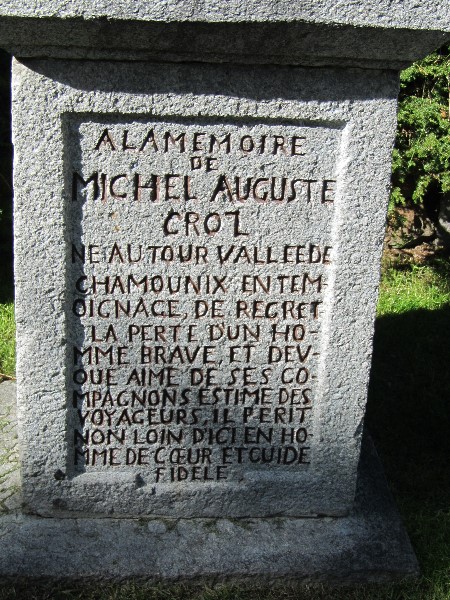 A LA MEMOIRE
DE
MICHEL AUGUSTE
CROZ
NE AU TOUR VALLEE DE
CHAMOUNIX EN TEM-
OIGNAGE, DE REGRET
LA PERTE D'UN HO-
MME BRAVE, ET DEV-
OUE AIME DE SES CO-
MPAGNONS ESTIME DES
VOYAGEURS, IL PERIT
NON LOIN D'ICI EN HO-
MME DE CŒUR ET GUIDE
FIDELE